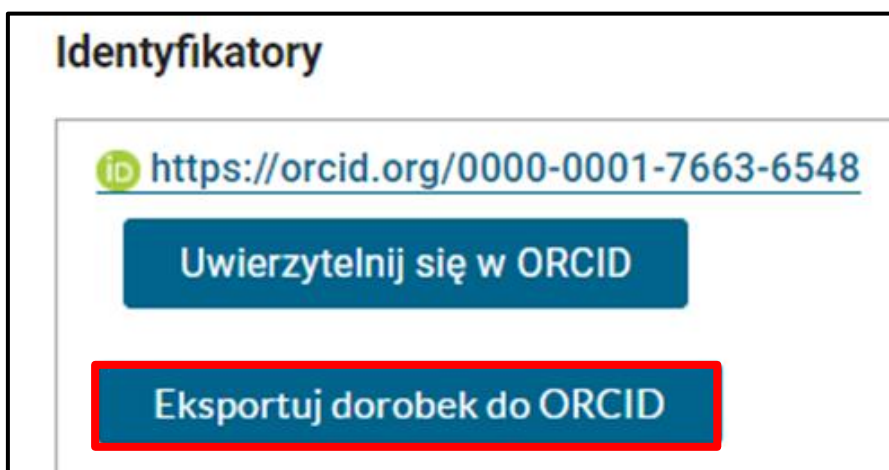 Identyfikatory
iD https://orcid.org/0000-0001-7663-6548
Uwierzytelnij się w ORCID
Eksportuj dorobek do ORCID